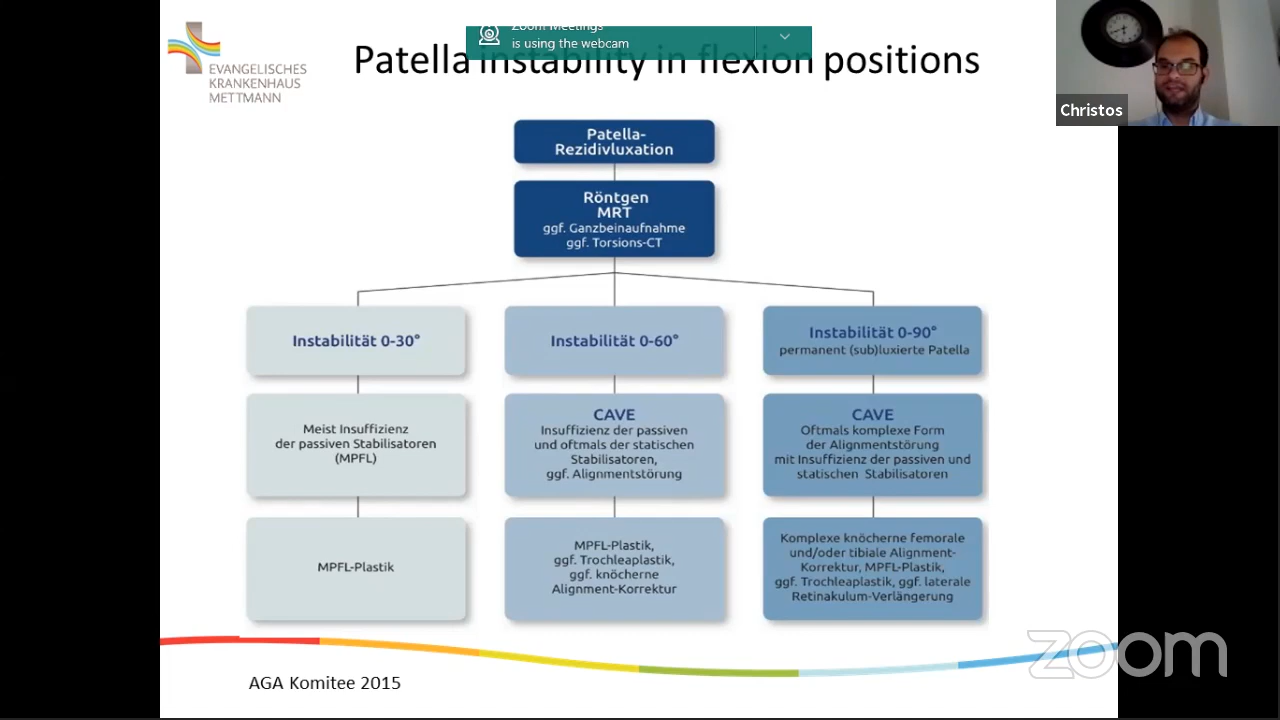 Zoom Meetings
is using the webcam
EVANGELISCHES
KRANKENHAUS
METTMANN
Patella instability in flexion positions
Christos
Patella-
Rezidivluxation
Röntgen
MRT
ggf. Ganzbeinaufnahme
ggf. Torsions-CT
Instabilität 0-30°
Meist Insuffizienz
der passiven Stabilisatoren
(MPFL)
MPFL-Plastik
Instabilität 0-60°
CAVE
Insuffizienz der passiven
und oftmals der statischen
Stabilisatoren,
ggf. Alignmentstörung
MPFL-Plastik,
ggf. Trochleaplastik,
ggf. knöcherne
Alignment-Korrektur
Instabilität 0-90°
permanent (sub)luxierte Patella
CAVE
Oftmals komplexe Form
der Alignmentstörung
mit Insuffizienz der passiven und
statischen Stabilisatoren
Komplexe knöcherne femorale
und/oder tibiale Alignment-
Korrektur, MPFL-Plastik,
ggf. Trochleaplastik, ggf. laterale
Retinakulum-Verlängerung
AGA Komitee 2015
zoom